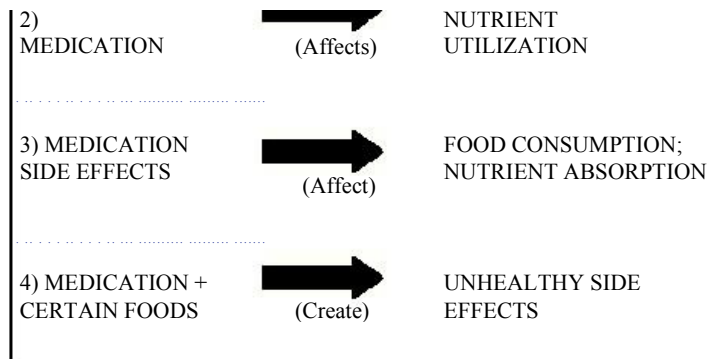 2)
MEDICATION
(Affects)
NUTRIENT
UTILIZATION
3) MEDICATION
SIDE EFFECTS
(Affect)
FOOD CONSUMPTION;
NUTRIENT ABSORPTION
4) MEDICATION +
CERTAIN FOODS
(Create)
UNHEALTHY SIDE
EFFECTS